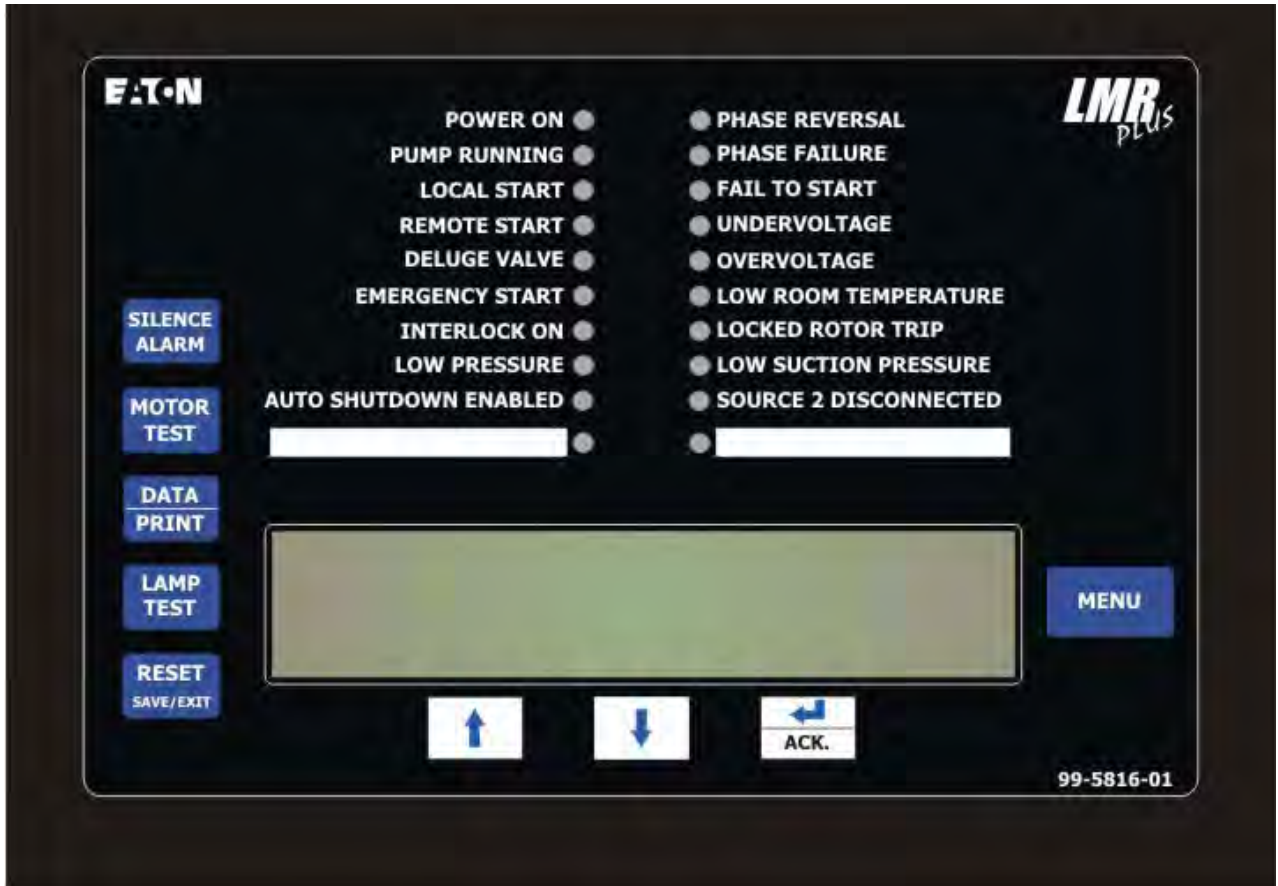 EATON
LMR
PLUS
POWER ON
PUMP RUNNING
LOCAL START
REMOTE START
DELUGE VALVE
EMERGENCY START
INTERLOCK ON
LOW PRESSURE
AUTO SHUTDOWN ENABLED
PHASE REVERSAL
PHASE FAILURE
FAIL TO START
UNDERVOLTAGE
OVERVOLTAGE
LOW ROOM TEMPERATURE
LOCKED ROTOR TRIP
LOW SUCTION PRESSURE
SOURCE 2 DISCONNECTED
SILENCE
ALARM
MOTOR
TEST
DATA
PRINT
LAMP
TEST
RESET
SAVE/EXIT
MENU
ACK.
99-5816-01